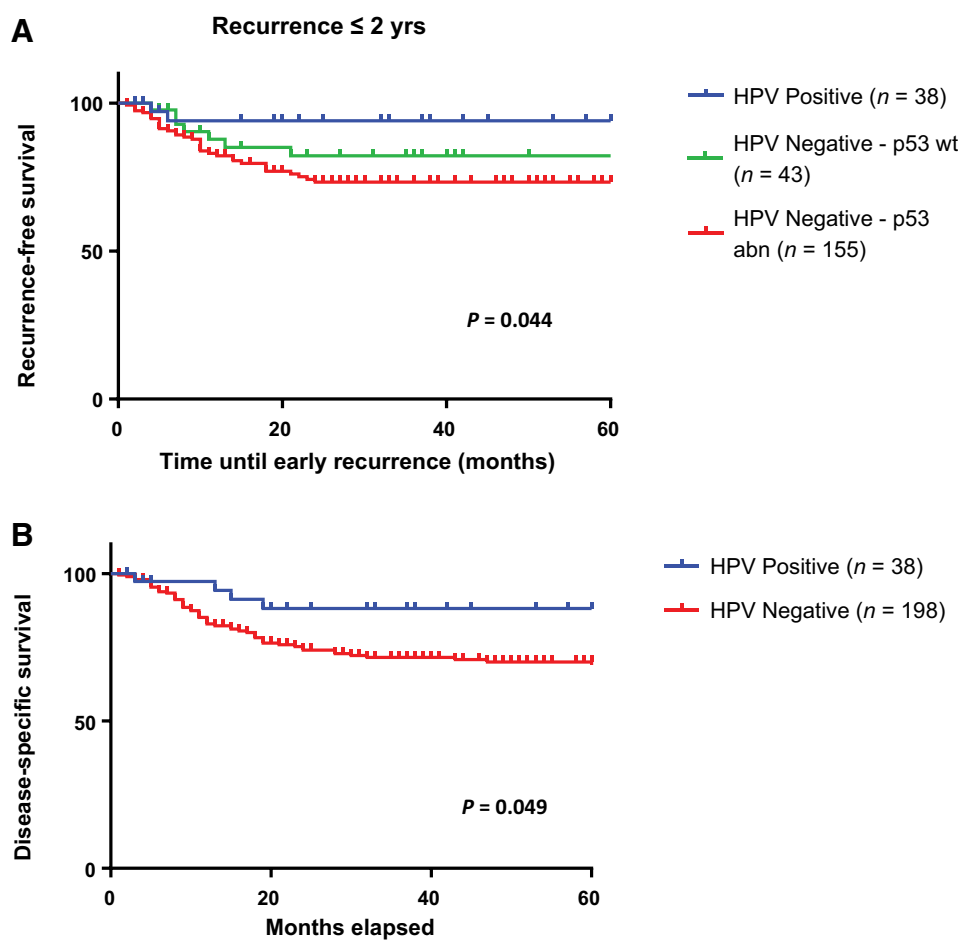 A
Recurrence ≤ 2 yrs
Recurrence-free survival
100
50
0
0 20 40 60
Time until early recurrence (months)
P = 0.044
HPV Positive (n = 38)
HPV Negative - p53 wt
(n = 43)
HPV Negative - p53
abn (n = 155)
B
Disease-specific survival
100
50
0
0 20 40 60
Months elapsed
P = 0.049
HPV Positive (n = 38)
HPV Negative (n = 198)